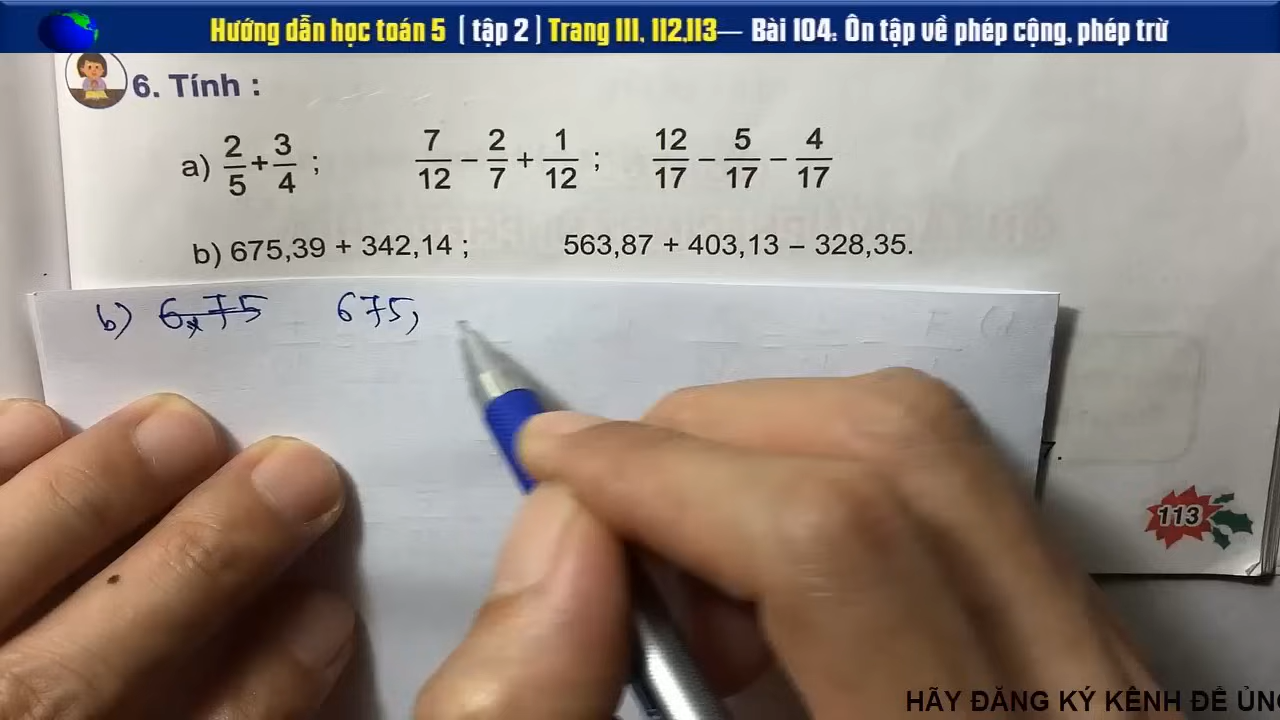 Hướng dẫn học toán 5 ( tập 2 ) Trang 111, 112,113— Bài 104: Ôn tập về phép cộng, phép trừ
6. Tính :
a) 2/5 + 3/4 ; 7/12 − 2/7 + 1/12 ; 12/17 − 5/17 − 4/17
b) 675,39 + 342,14 ; 563,87 + 403,13 − 328,35.
b) 6,75 675,
7.
113
HÃY ĐĂNG KÝ KÊNH ĐỂ